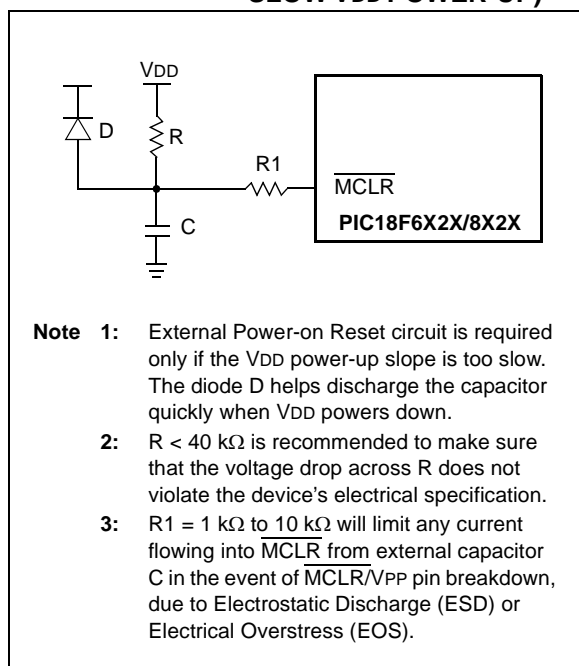 VDD
D
R
R1
MCLR
PIC18F6X2X/8X2X
C
Note 1: External Power-on Reset circuit is required
only if the VDD power-up slope is too slow.
The diode D helps discharge the capacitor
quickly when VDD powers down.
2: R < 40 kΩ is recommended to make sure
that the voltage drop across R does not
violate the device's electrical specification.
3: R1 = 1 kΩ to 10 kΩ will limit any current
flowing into MCLR from external capacitor
C in the event of MCLR/VPP pin breakdown,
due to Electrostatic Discharge (ESD) or
Electrical Overstress (EOS).